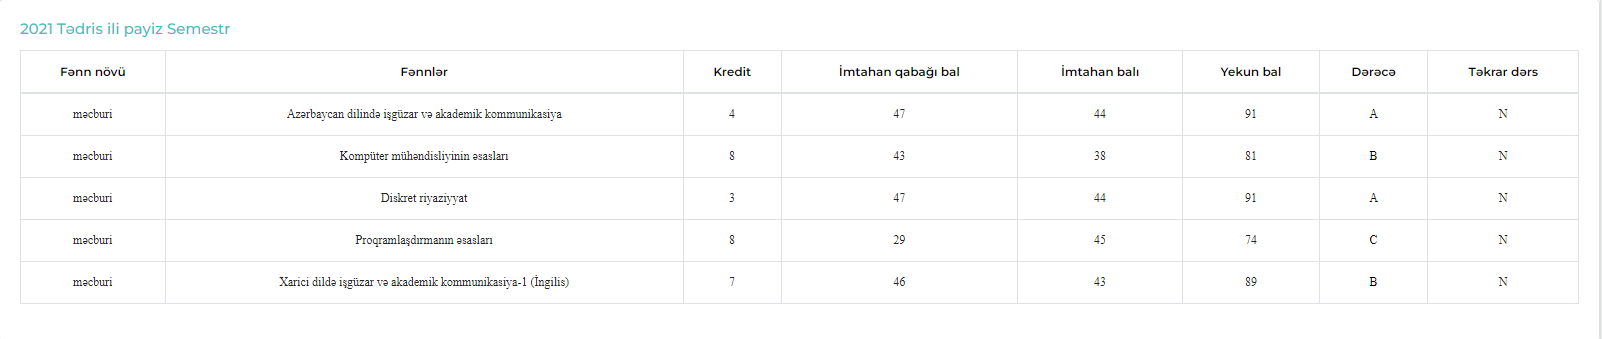 2021 Tədris ili payiz Semestr
Fənn növü Fənnlər Kredit İmtahan qabağı bal İmtahan balı Yekun bal Dərəcə Təkrar dərs
məcburi Azərbaycan dilində işgüzar və akademik kommunikasiya 4 47 44 91 A N
məcburi Kompüter mühəndisliyinin əsasları 8 43 38 81 B N
məcburi Diskret riyaziyyat 3 47 44 91 A N
məcburi Proqramlaşdırmanın əsasları 8 29 45 74 C N
məcburi Xarici dildə işgüzar və akademik kommunikasiya-1 (İngilis) 7 46 43 89 B N